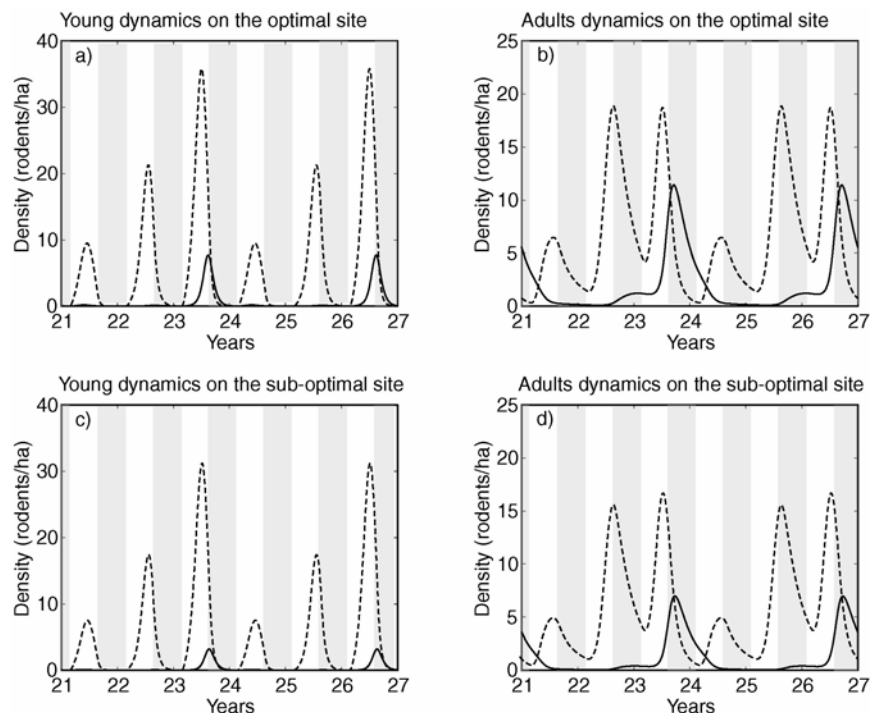 Young dynamics on the optimal site
a)
Density (rodents/ha)
40
30
20
10
0
21 22 23 24 25 26 27
Years
Adults dynamics on the optimal site
b)
Density (rodents/ha)
25
20
15
10
5
0
21 22 23 24 25 26 27
Years
Young dynamics on the sub-optimal site
c)
Density (rodents/ha)
40
30
20
10
0
21 22 23 24 25 26 27
Years
Adults dynamics on the sub-optimal site
d)
Density (rodents/ha)
25
20
15
10
5
0
21 22 23 24 25 26 27
Years